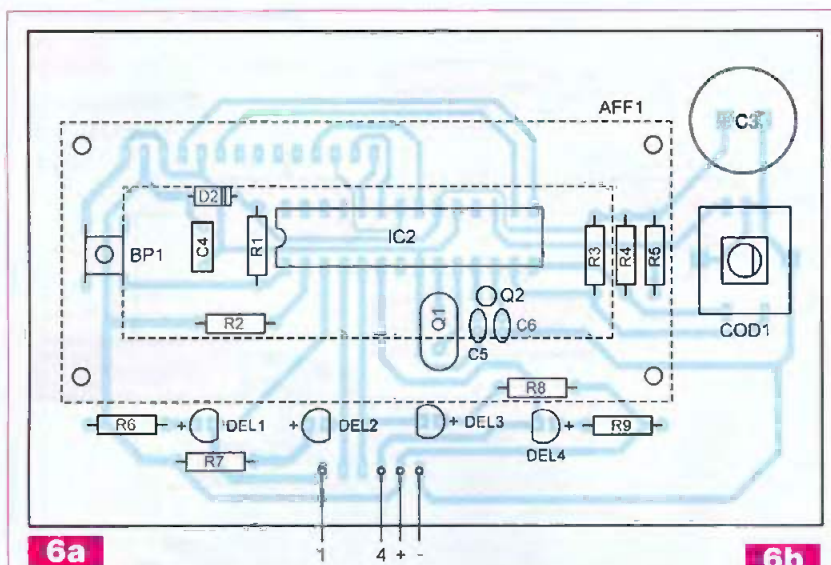 AFF1
C3
D2
BP1
C4
R1
IC2
R3
R4
R5
Q2
Q1
C6
C5
COD1
R2
R8
R6
+ DEL1
+ DEL2
+ DEL3
DEL4
+
R9
R7
1
4 + -
6a
6b